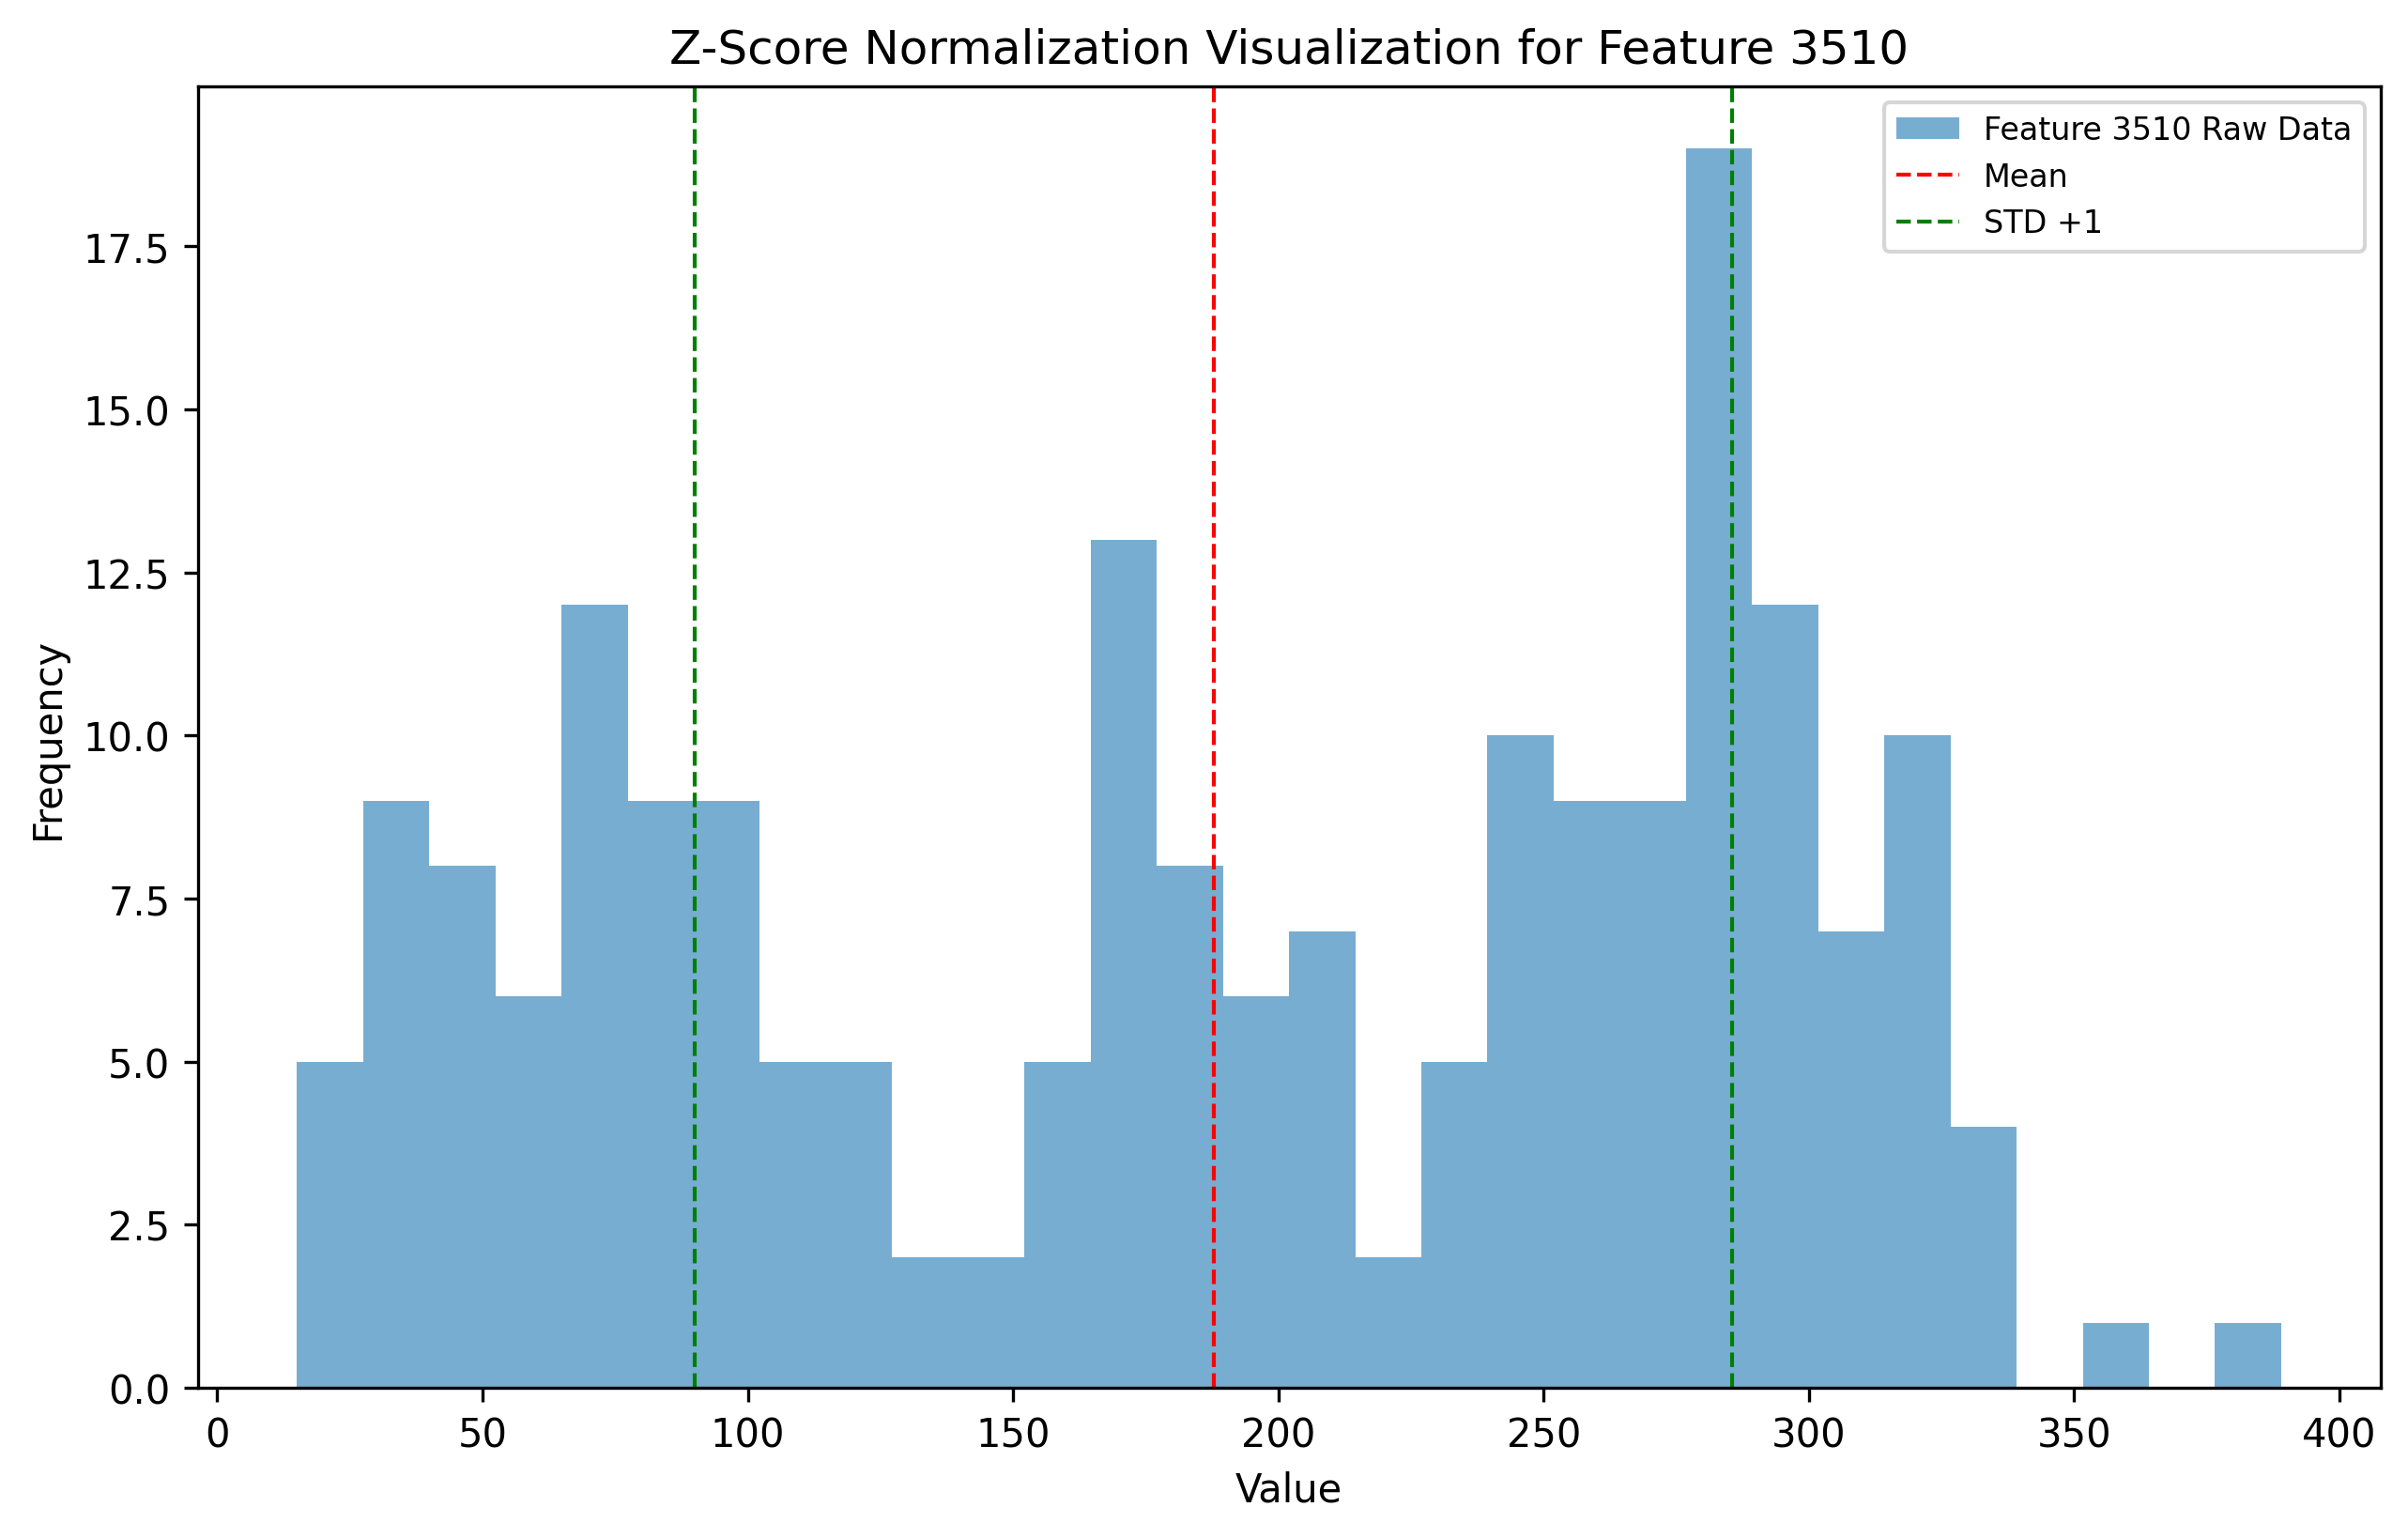 Z-Score Normalization Visualization for Feature 3510
Feature 3510 Raw Data
Mean
STD +1
17.5
15.0
12.5
10.0
7.5
5.0
2.5
0.0
Frequency
0 50 100 150 200 250 300 350 400
Value